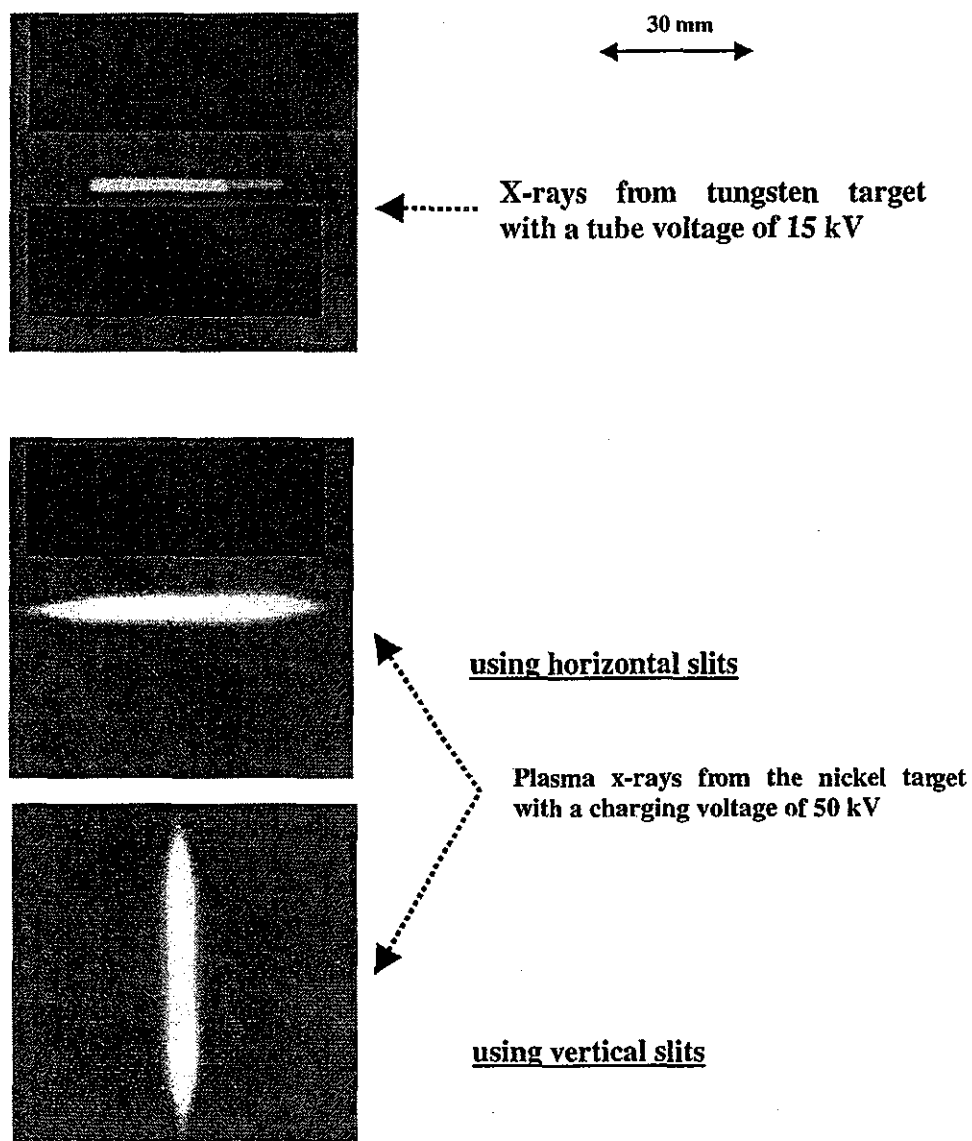 30 mm
X-rays from tungsten target
with a tube voltage of 15 kV
using horizontal slits
Plasma x-rays from the nickel target
with a charging voltage of 50 kV
using vertical slits